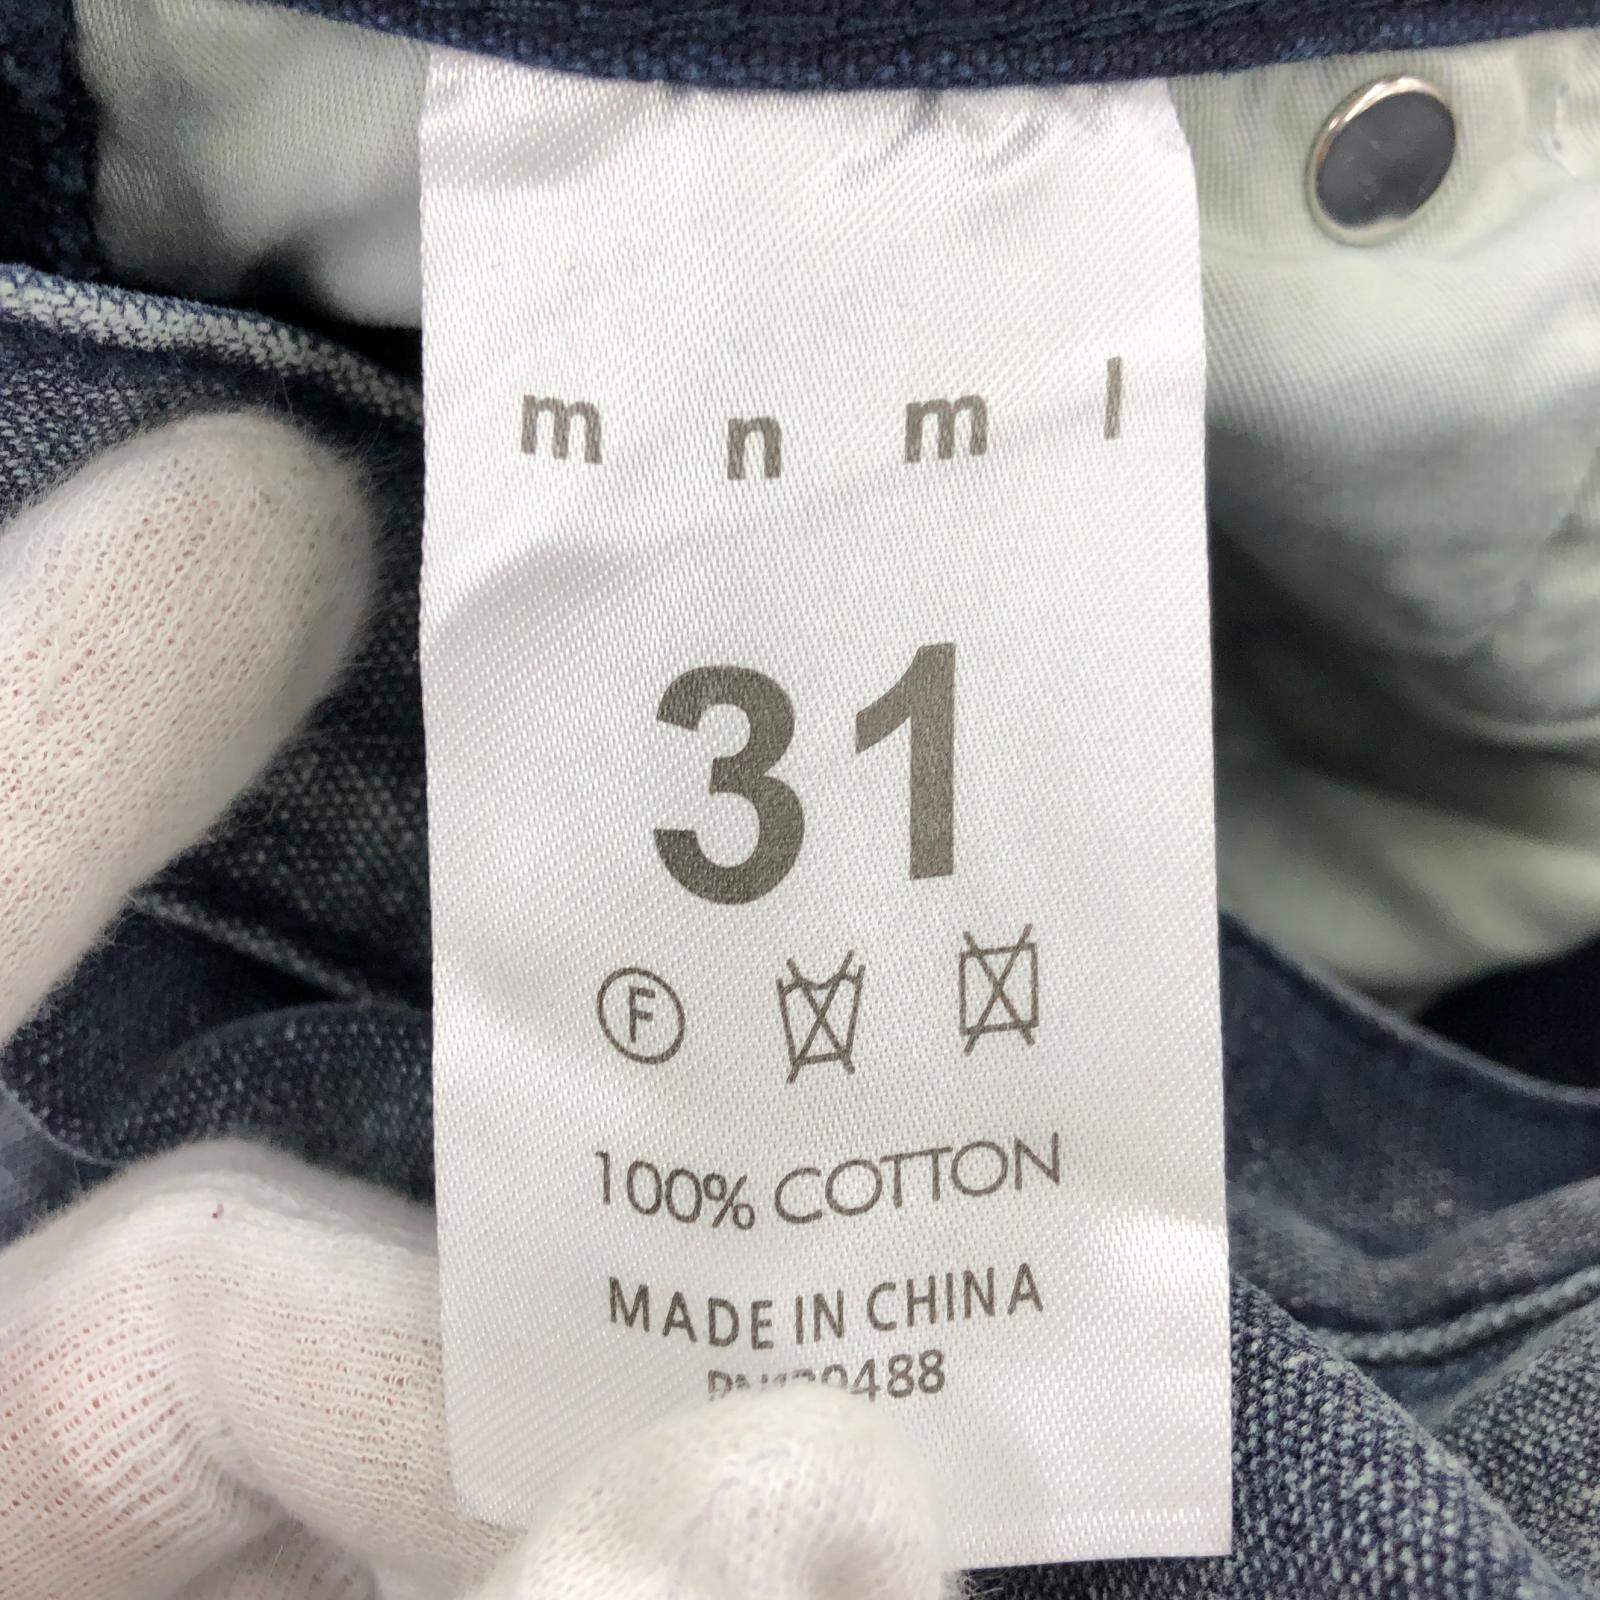 m n m l
31
F
100% COTTON
MADE IN CHINA